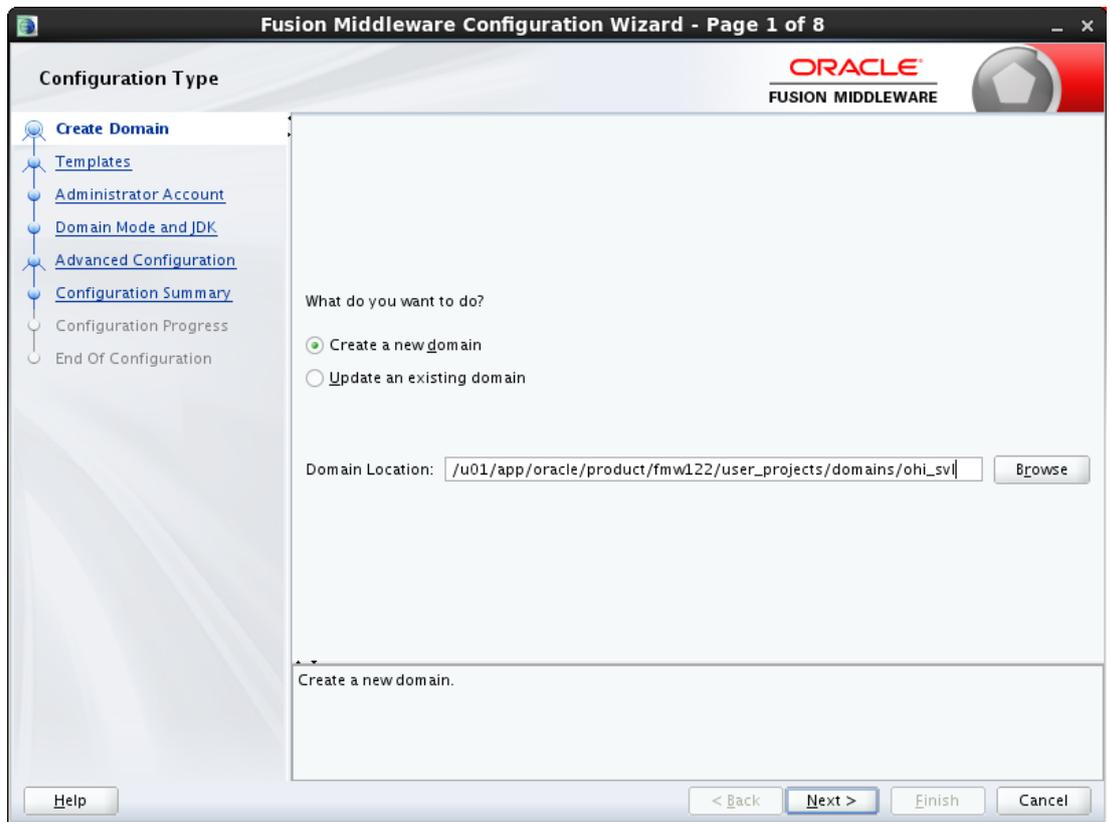 Fusion Middleware Configuration Wizard - Page 1 of 8
Configuration Type
ORACLE
FUSION MIDDLEWARE
Create Domain
Templates
Administrator Account
Domain Mode and JDK
Advanced Configuration
Configuration Summary
Configuration Progress
End Of Configuration
What do you want to do?
Create a new domain
Update an existing domain
Domain Location: /u01/app/oracle/product/fmw122/user_projects/domains/ohi_svl Browse
Create a new domain.
Help < Back Next > Finish Cancel